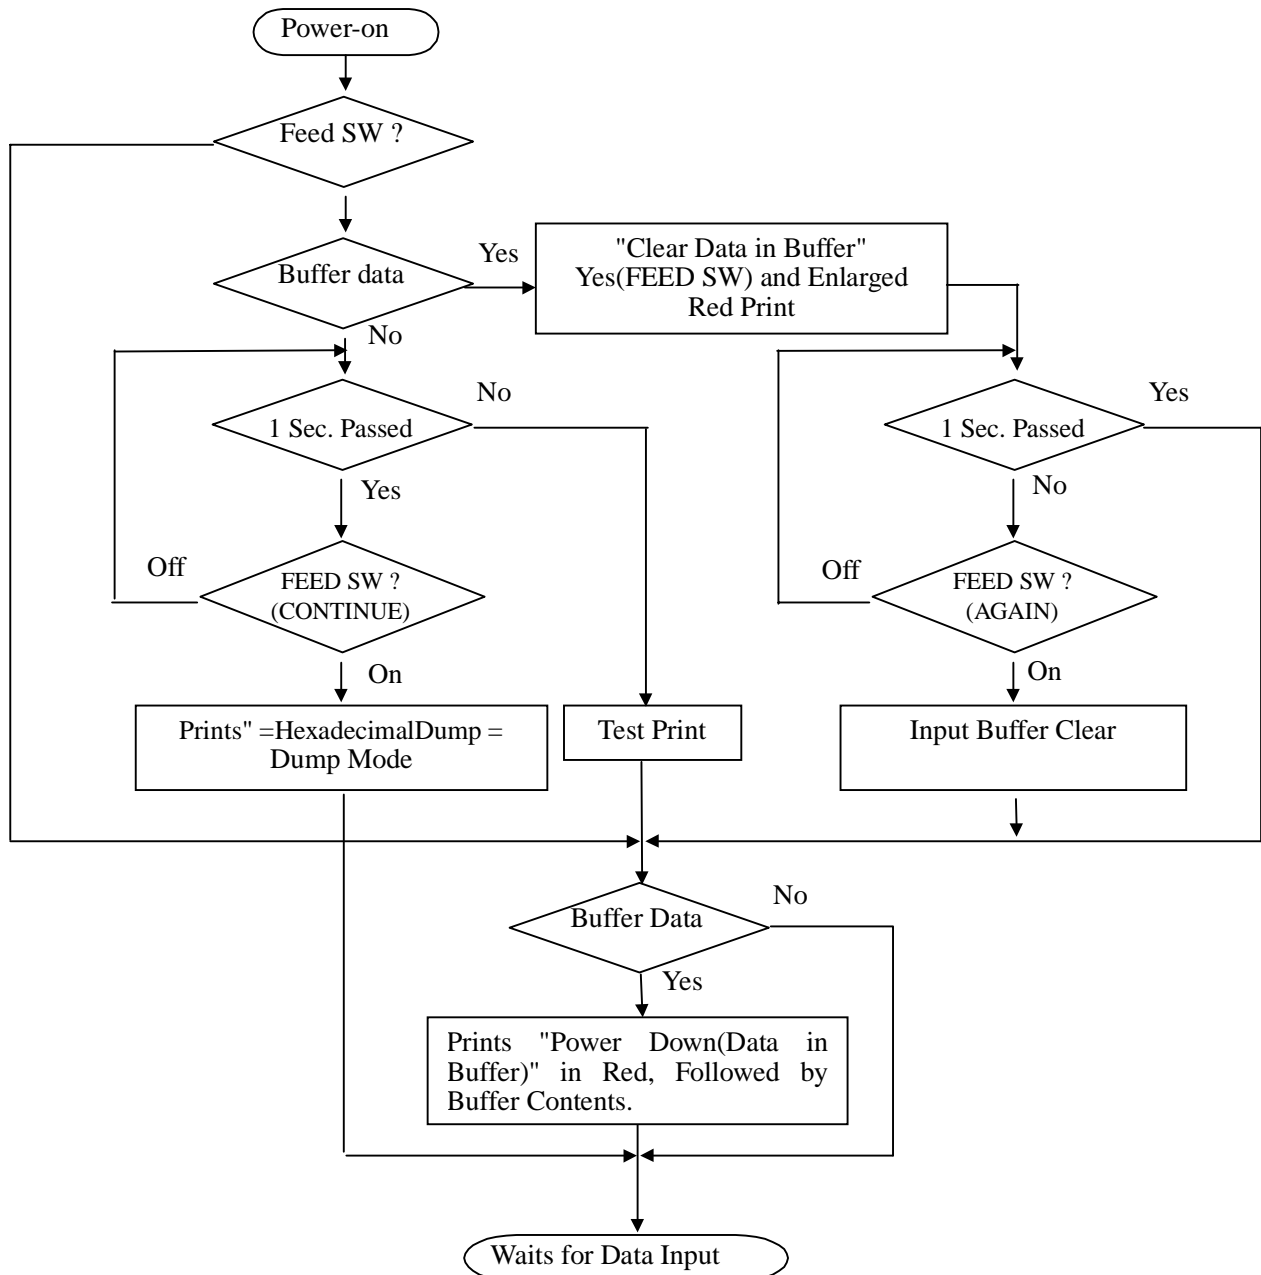 Power-on
Feed SW ?
Buffer data
Yes
"Clear Data in Buffer"
Yes(FEED SW) and Enlarged
Red Print
No
1 Sec. Passed
No
1 Sec. Passed
Yes
Yes
No
Off
FEED SW ?
(CONTINUE)
Off
FEED SW ?
(AGAIN)
On
On
Prints" =HexadecimalDump =
Dump Mode
Test Print
Input Buffer Clear
Buffer Data
No
Yes
Prints "Power Down(Data in
Buffer)" in Red, Followed by
Buffer Contents.
Waits for Data Input